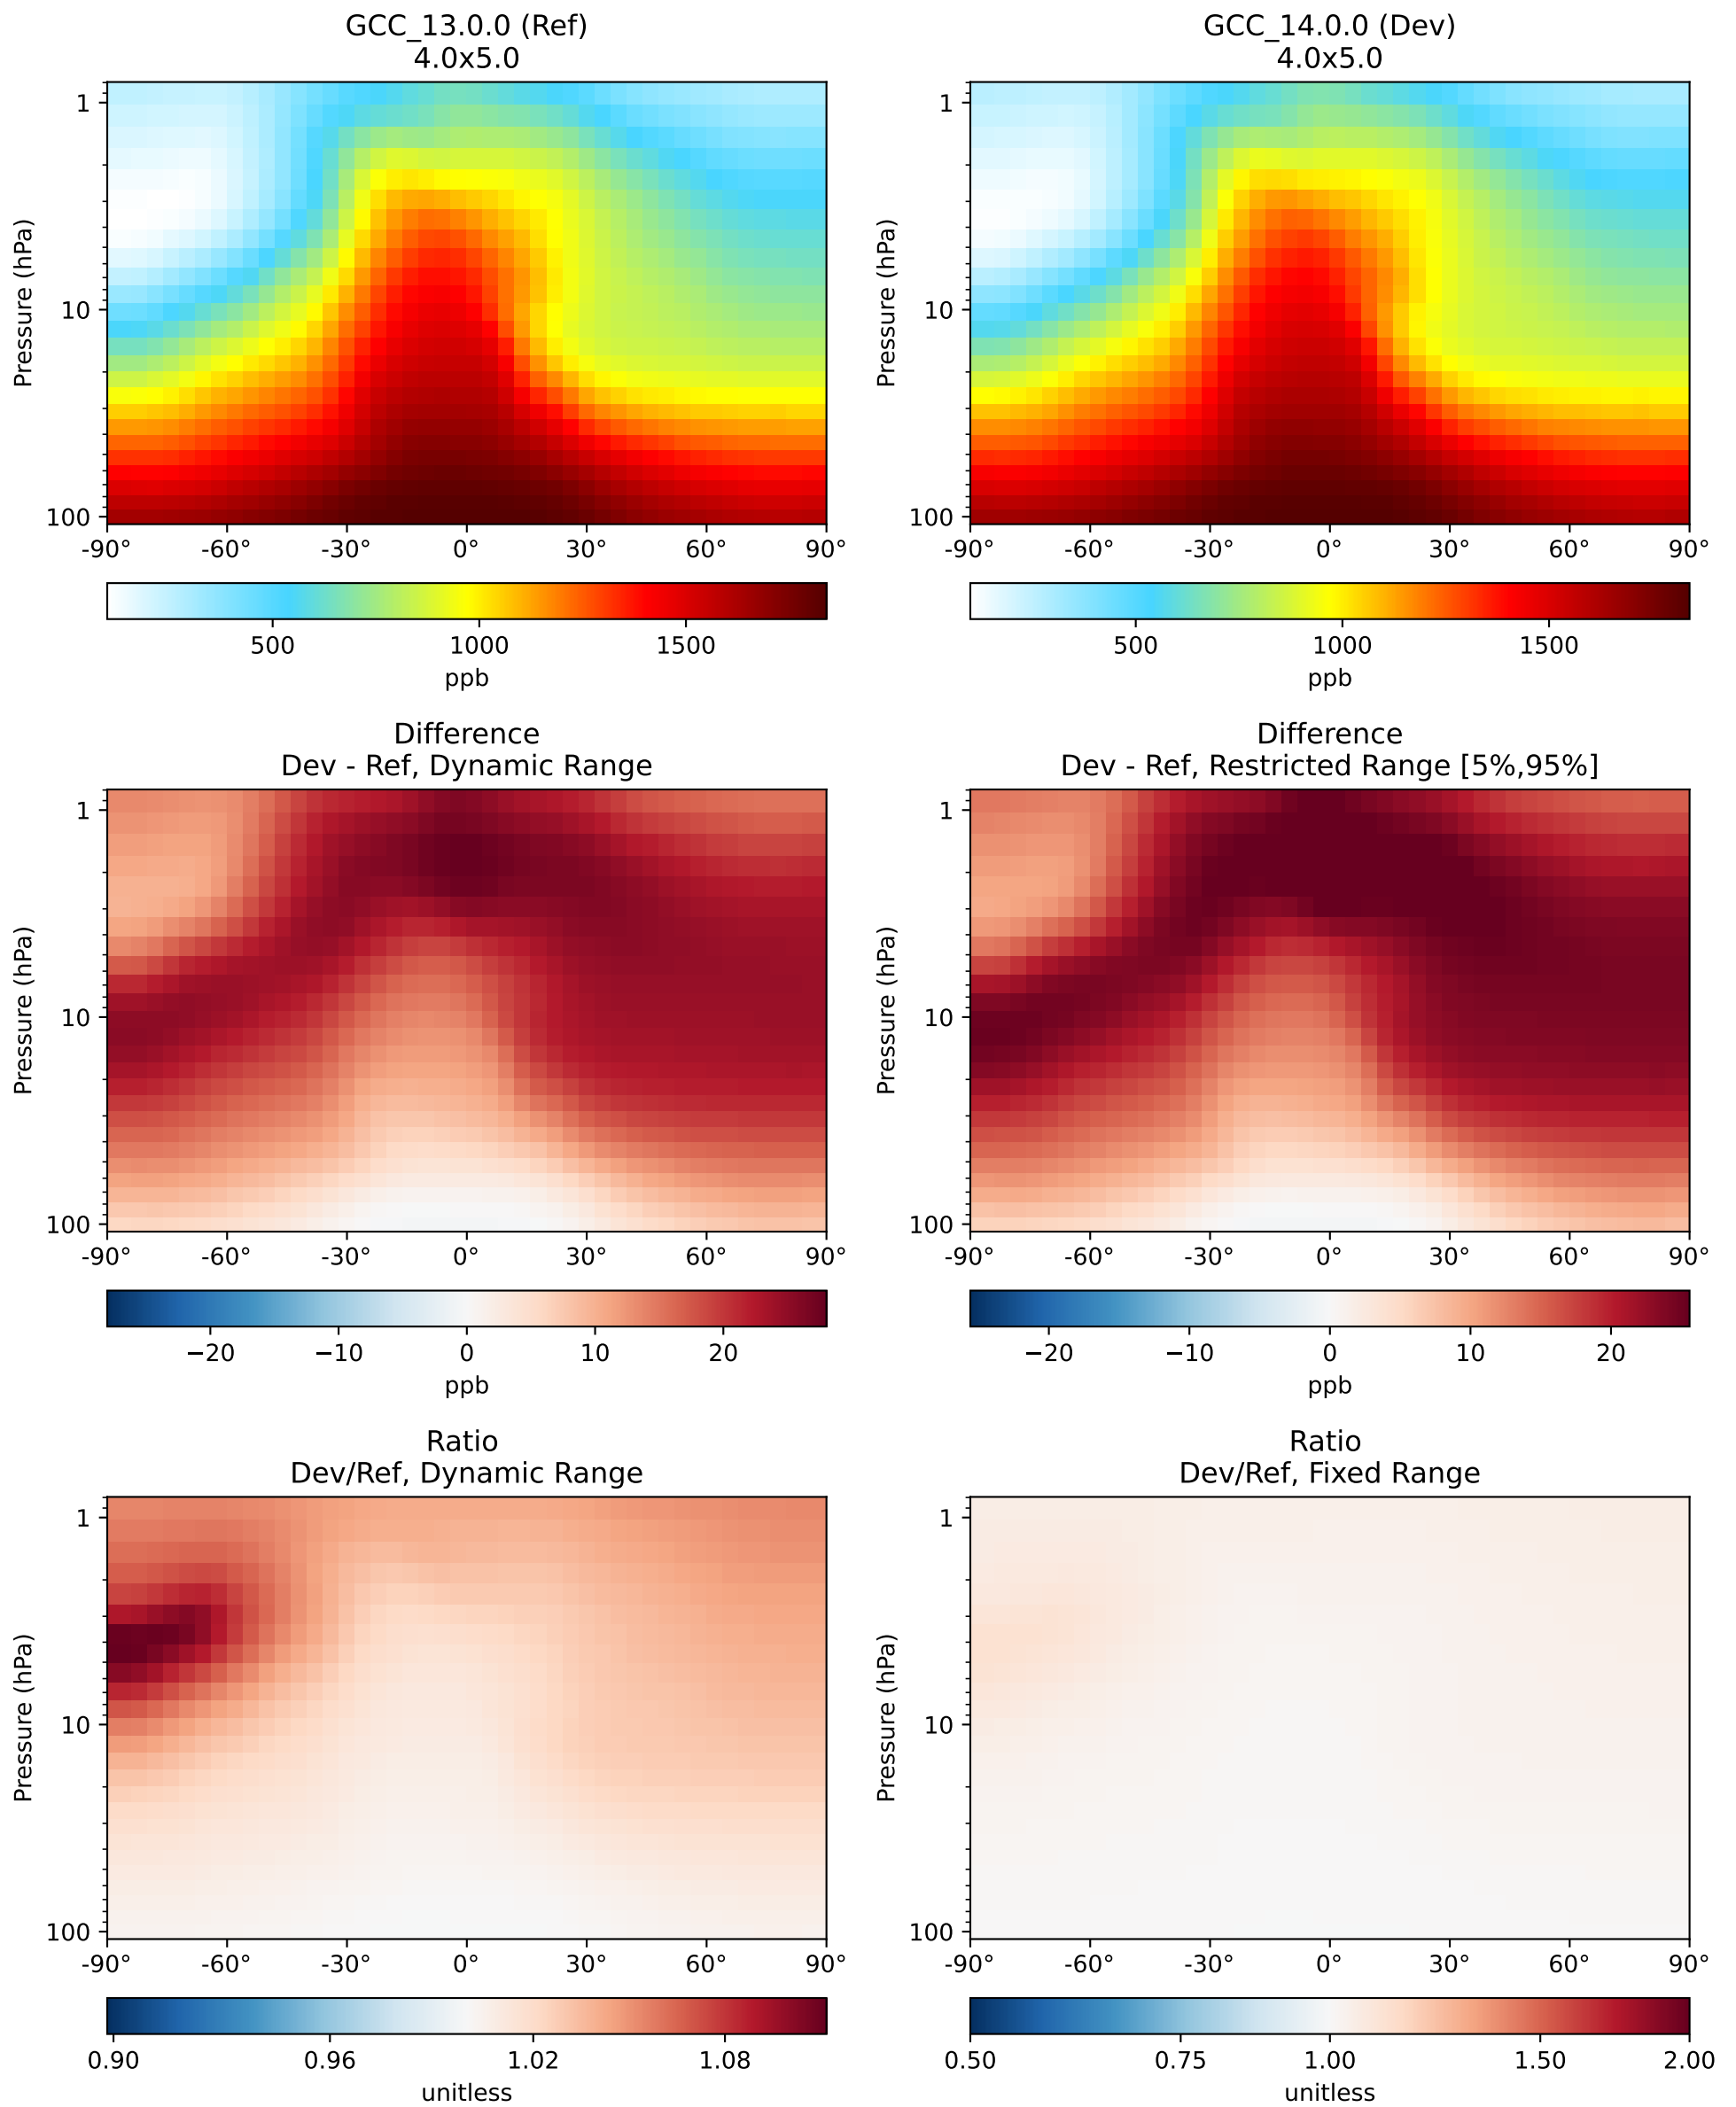 GCC_13.0.0 (Ref)
4.0x5.0
Pressure (hPa)
1
10
100
-90° -60° -30° 0° 30° 60° 90°
500 1000 1500
ppb
GCC_14.0.0 (Dev)
4.0x5.0
Pressure (hPa)
1
10
100
-90° -60° -30° 0° 30° 60° 90°
500 1000 1500
ppb
Difference
Dev - Ref, Dynamic Range
Pressure (hPa)
1
10
100
-90° -60° -30° 0° 30° 60° 90°
−20 −10 0 10 20
ppb
Difference
Dev - Ref, Restricted Range [5%,95%]
Pressure (hPa)
1
10
100
-90° -60° -30° 0° 30° 60° 90°
−20 −10 0 10 20
ppb
Ratio
Dev/Ref, Dynamic Range
Pressure (hPa)
1
10
100
-90° -60° -30° 0° 30° 60° 90°
0.90 0.96 1.02 1.08
unitless
Ratio
Dev/Ref, Fixed Range
Pressure (hPa)
1
10
100
-90° -60° -30° 0° 30° 60° 90°
0.50 0.75 1.00 1.50 2.00
unitless